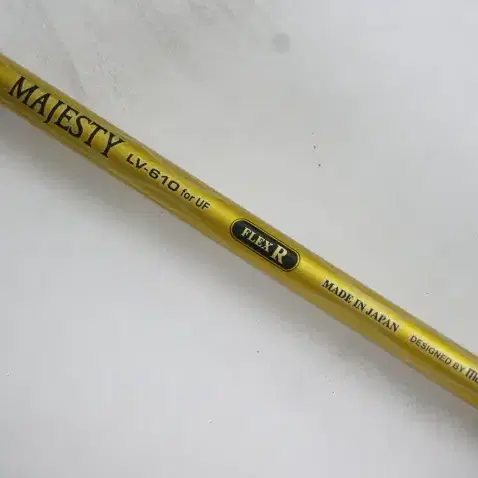 MAJESTY LV-610 for UF
FLEX R
MADE IN JAPAN
DESIGNED BY